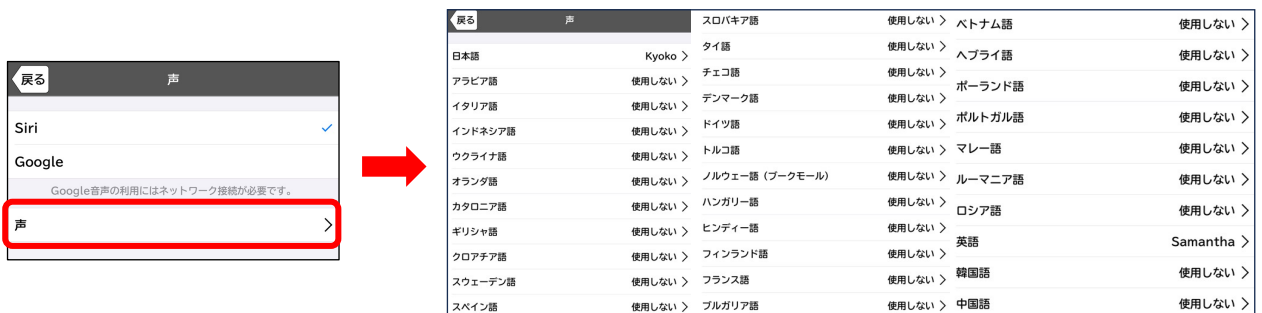 戻る 声
Siri
Google
Google音声の利用にはネットワーク接続が必要です。
声
戻る 声
日本語 Kyoko
アラビア語 使用しない
イタリア語 使用しない
インドネシア語 使用しない
ウクライナ語 使用しない
オランダ語 使用しない
カタロニア語 使用しない
ギリシャ語 使用しない
クロアチア語 使用しない
スウェーデン語 使用しない
スペイン語 使用しない
スロバキア語 使用しない
タイ語 使用しない
チェコ語 使用しない
デンマーク語 使用しない
ドイツ語 使用しない
トルコ語 使用しない
ノルウェー語（ブークモール） 使用しない
ハンガリー語 使用しない
ヒンディー語 使用しない
フィンランド語 使用しない
フランス語 使用しない
ブルガリア語 使用しない
ベトナム語 使用しない
ヘブライ語 使用しない
ポーランド語 使用しない
ポルトガル語 使用しない
マレー語 使用しない
ルーマニア語 使用しない
ロシア語 使用しない
英語 Samantha
韓国語 使用しない
中国語 使用しない